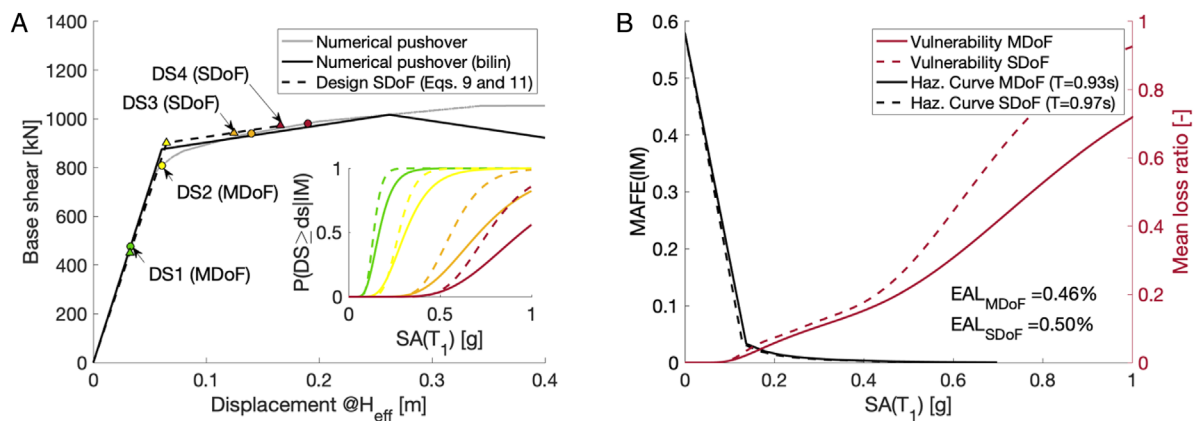 A
1400
1200
1000
800
600
400
200
0
0
0.1
0.2
0.3
0.4
Base shear [kN]
Displacement @H_eff [m]
Numerical pushover
Numerical pushover (bilin)
Design SDoF (Eqs. 9 and 11)
DS4 (SDoF)
DS3 (SDoF)
DS2 (MDoF)
DS1 (MDoF)
P(DS≥ds|IM)
1
0.5
0
0
0.5
1
SA(T_1) [g]
B
0.6
0.5
0.4
0.3
0.2
0.1
0
MAFE(IM)
0
0.2
0.4
0.6
0.8
1
SA(T_1) [g]
Vulnerability MDoF
Vulnerability SDoF
Haz. Curve MDoF (T=0.93s)
Haz. Curve SDoF (T=0.97s)
EAL_MDoF =0.46%
EAL_SDoF =0.50%
1
0.8
0.6
0.4
0.2
0
Mean loss ratio [-]